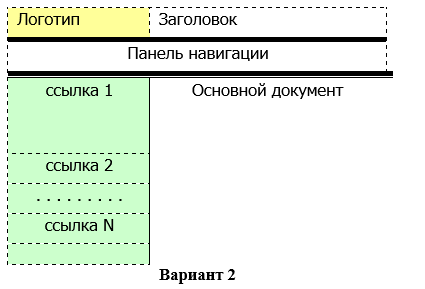 Логотип Заголовок
Панель навигации
ссылка 1 Основной документ
ссылка 2
. . . . . . . . .
ссылка N
Вариант 2